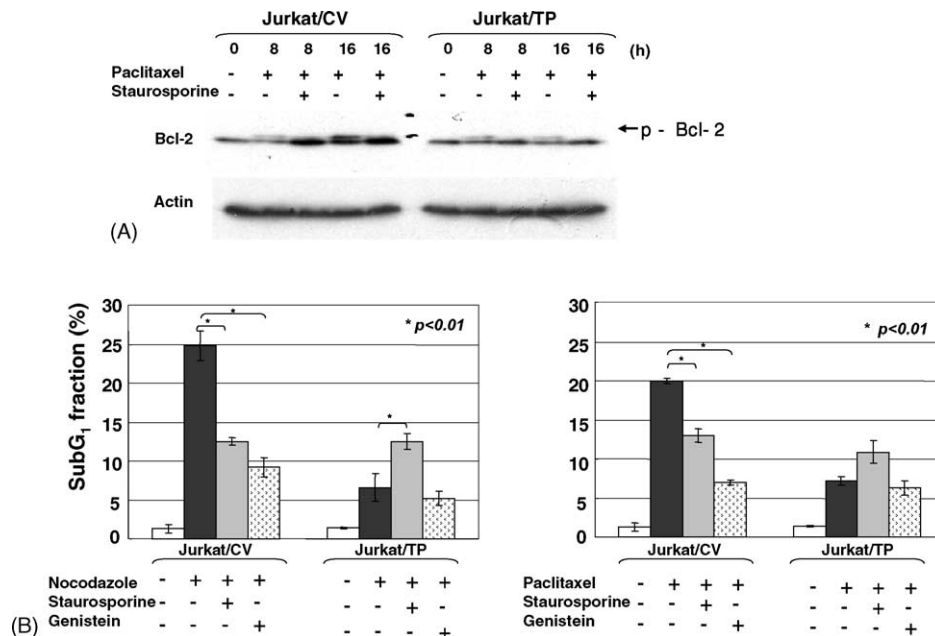 Jurkat/CV Jurkat/TP
0 8 8 16 16 0 8 8 16 16 (h)
Paclitaxel - + + + + - + + + +
Staurosporine - - + - + - - + - +
Bcl-2 ←p - Bcl- 2
Actin
(A)
SubG₁ fraction (%)
30
25
20
15
10
5
0
* p<0.01
*
*
*
Jurkat/CV Jurkat/TP
Nocodazole - + + + - + + +
Staurosporine - - + - - - + -
Genistein - - - + - - - +
30
25
20
15
10
5
0
* p<0.01
*
*
Jurkat/CV Jurkat/TP
Paclitaxel - + + + - + + +
Staurosporine - - + - - - + -
Genistein - - - + - - - +
(B)